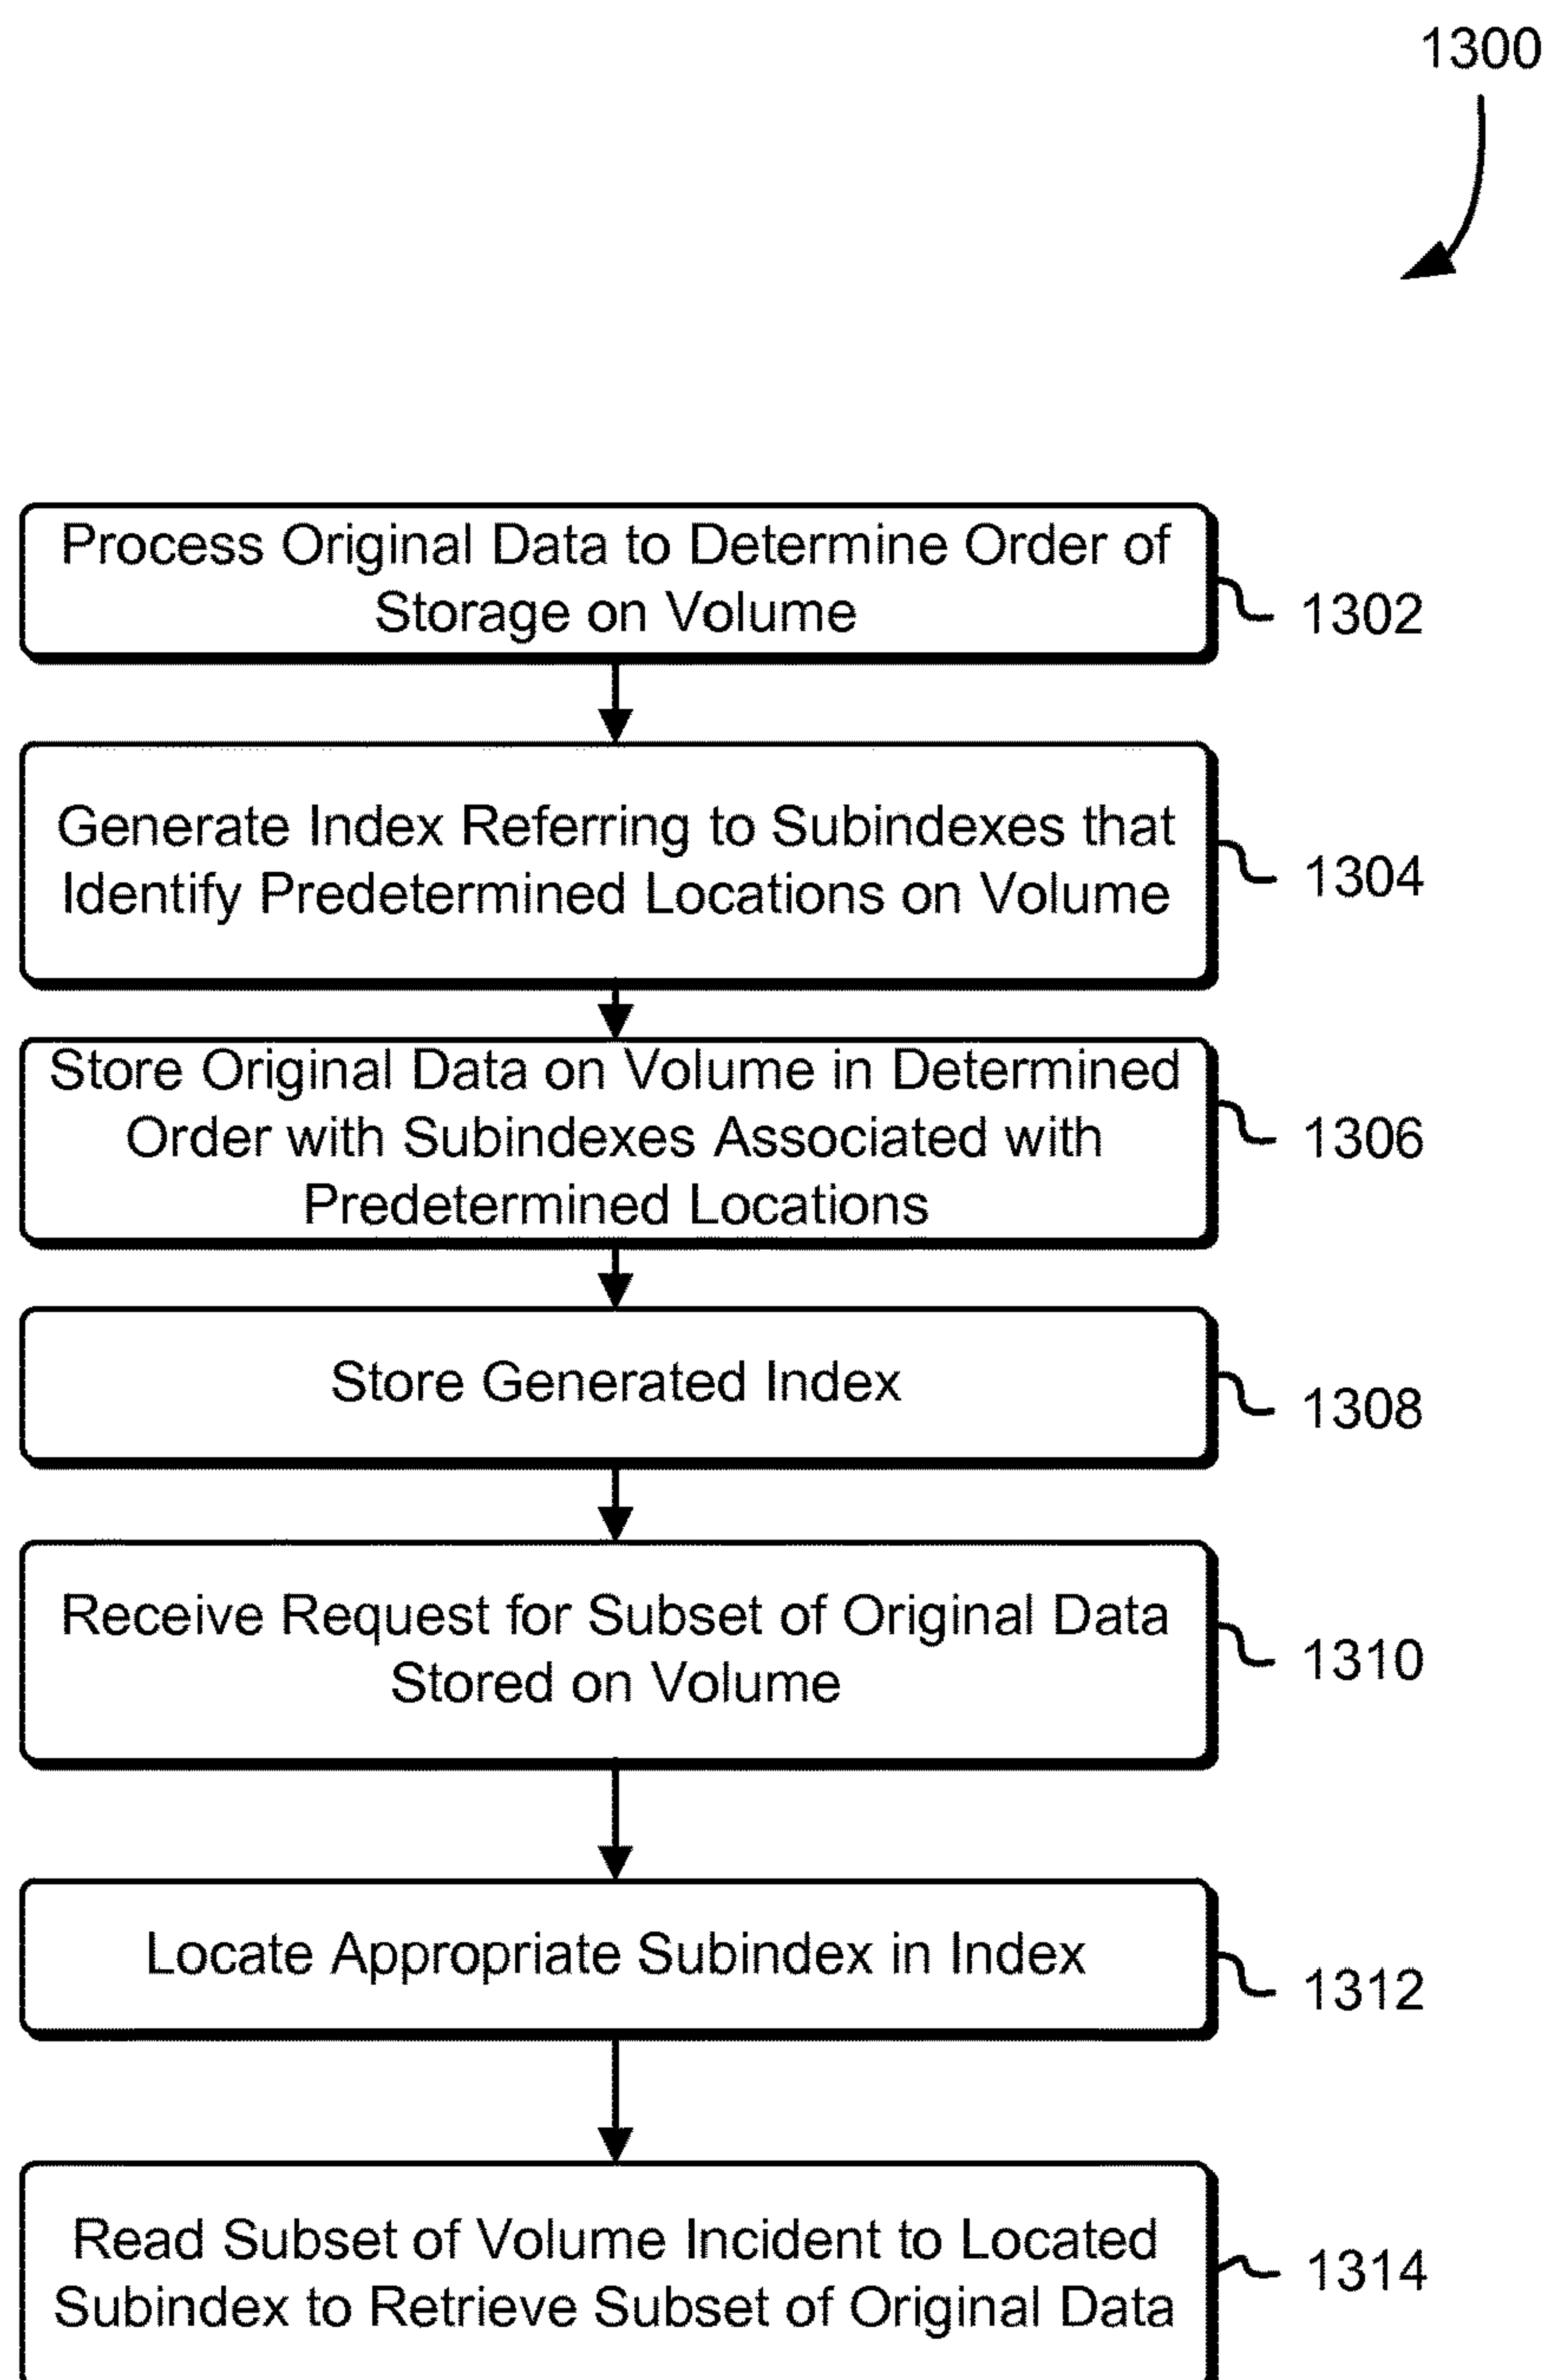 1300
Process Original Data to Determine Order of
Storage on Volume
1302
Generate Index Referring to Subindexes that
Identify Predetermined Locations on Volume
1304
Store Original Data on Volume in Determined
Order with Subindexes Associated with
Predetermined Locations
1306
Store Generated Index
1308
Receive Request for Subset of Original Data
Stored on Volume
1310
Locate Appropriate Subindex in Index
1312
Read Subset of Volume Incident to Located
Subindex to Retrieve Subset of Original Data
1314